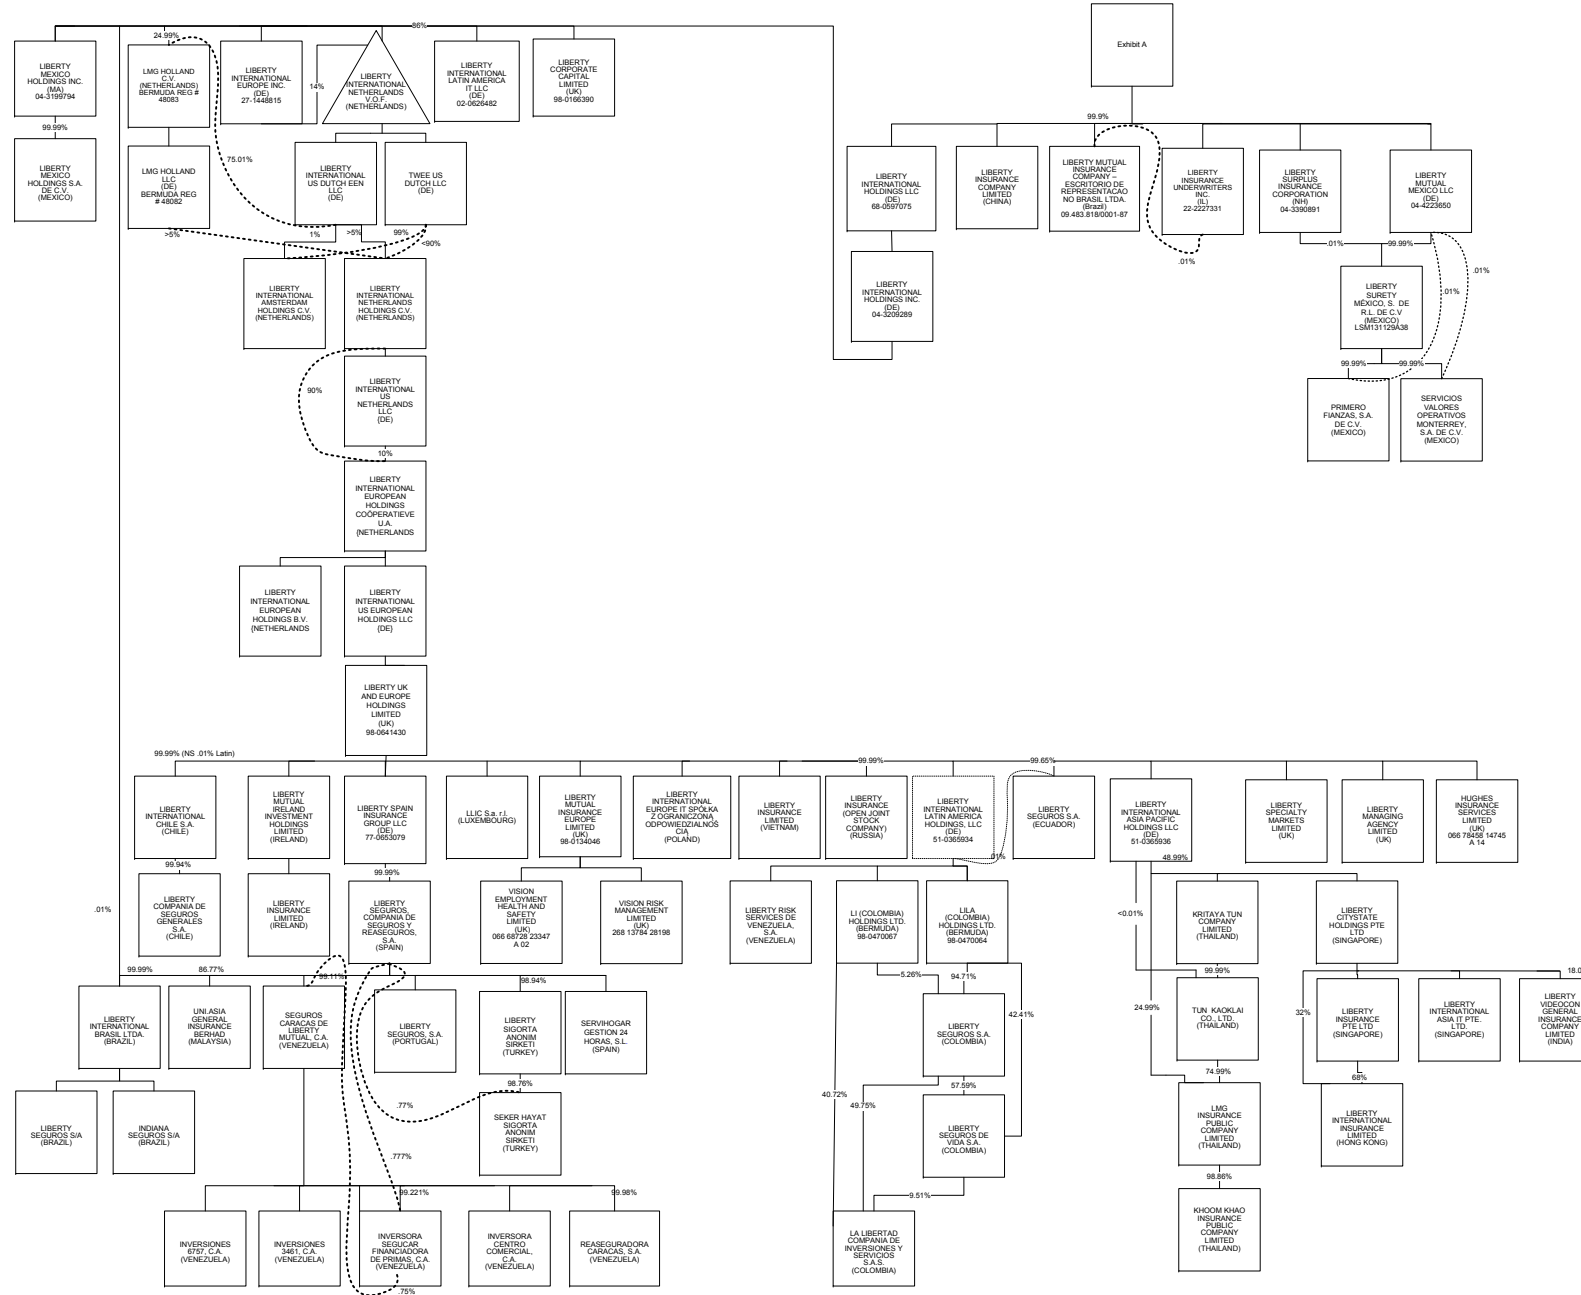 86%
24.99%
LIBERTY
MEXICO
HOLDINGS INC.
(MA)
04-3199794
LMG HOLLAND
C.V.
(NETHERLANDS)
BERMUDA REG #
48083
LIBERTY
INTERNATIONAL
EUROPE INC.
(DE)
27-1448815
14%
LIBERTY
INTERNATIONAL
NETHERLANDS
V.O.F.
(NETHERLANDS)
LIBERTY
INTERNATIONAL
LATIN AMERICA
IT LLC
(DE)
02-0626482
LIBERTY
CORPORATE
CAPITAL
LIMITED
(UK)
98-0166390
Exhibit A
99.99%
LIBERTY
MEXICO
HOLDINGS S.A.
DE C.V.
(MEXICO)
LMG HOLLAND
LLC
(DE)
BERMUDA REG
# 48082
75.01%
LIBERTY
INTERNATIONAL
US DUTCH EEN
LLC
(DE)
TWEE US
DUTCH LLC
(DE)
99.9%
LIBERTY
INTERNATIONAL
HOLDINGS LLC
(DE)
68-0597075
LIBERTY
INSURANCE
COMPANY
LIMITED
(CHINA)
LIBERTY MUTUAL
INSURANCE
COMPANY –
ESCRITORIO DE
REPRESENTACAO
NO BRASIL LTDA.
(Brazil)
09.483.818/0001-87
LIBERTY
INSURANCE
UNDERWRITERS
INC.
(IL)
22-2227331
LIBERTY
SURPLUS
INSURANCE
CORPORATION
(NH)
04-3390891
LIBERTY
MUTUAL
MEXICO LLC
(DE)
04-4223650
>5%
1%
>5%
99%
<90%
.01%
.01%
99.99%
LIBERTY
INTERNATIONAL
AMSTERDAM
HOLDINGS C.V.
(NETHERLANDS)
LIBERTY
INTERNATIONAL
NETHERLANDS
HOLDINGS C.V.
(NETHERLANDS)
LIBERTY
INTERNATIONAL
HOLDINGS INC.
(DE)
04-3209289
LIBERTY
SURETY
MÉXICO, S. DE
R.L. DE C.V
(MEXICO)
LSM131129A38
.01%
.01%
99.99%
99.99%
90%
LIBERTY
INTERNATIONAL
US
NETHERLANDS
LLC
(DE)
PRIMERO
FIANZAS, S.A.
DE C.V.
(MEXICO)
SERVICIOS
VALORES
OPERATIVOS
MONTERREY,
S.A. DE C.V.
(MEXICO)
10%
LIBERTY
INTERNATIONAL
EUROPEAN
HOLDINGS
COÖPERATIEVE
U.A.
(NETHERLANDS
LIBERTY
INTERNATIONAL
EUROPEAN
HOLDINGS B.V.
(NETHERLANDS
LIBERTY
INTERNATIONAL
US EUROPEAN
HOLDINGS LLC
(DE)
LIBERTY UK
AND EUROPE
HOLDINGS
LIMITED
(UK)
98-0641430
99.99% (NS .01% Latin)
99.99%
99.65%
LIBERTY
INTERNATIONAL
CHILE S.A.
(CHILE)
LIBERTY
MUTUAL
IRELAND
INVESTMENT
HOLDINGS
LIMITED
(IRELAND)
LIBERTY SPAIN
INSURANCE
GROUP LLC
(DE)
77-0653079
LLIC S.a. r.l.
(LUXEMBOURG)
LIBERTY
MUTUAL
INSURANCE
EUROPE
LIMITED
(UK)
98-0134046
LIBERTY
INTERNATIONAL
EUROPE IT SPÓŁKA
Z OGRANICZONĄ
ODPOWIEDZIALNOŚ
CIĄ
(POLAND)
LIBERTY
INSURANCE
LIMITED
(VIETNAM)
LIBERTY
INSURANCE
(OPEN JOINT
STOCK
COMPANY)
(RUSSIA)
LIBERTY
INTERNATIONAL
LATIN AMERICA
HOLDINGS, LLC
(DE)
51-0365934
LIBERTY
SEGUROS S.A.
(ECUADOR)
LIBERTY
INTERNATIONAL
ASIA PACIFIC
HOLDINGS LLC
(DE)
51-0365936
LIBERTY
SPECIALTY
MARKETS
LIMITED
(UK)
LIBERTY
MANAGING
AGENCY
LIMITED
(UK)
HUGHES
INSURANCE
SERVICES
LIMITED
(UK)
066 78458 14745
A 14
99.94%
99.99%
.01%
48.99%
LIBERTY
COMPANIA DE
SEGUROS
GENERALES
S.A.
(CHILE)
LIBERTY
INSURANCE
LIMITED
(IRELAND)
LIBERTY
SEGUROS,
COMPANIA DE
SEGUROS Y
REASEGUROS,
S.A.
(SPAIN)
VISION
EMPLOYMENT
HEALTH AND
SAFETY
LIMITED
(UK)
066 68728 23347
A 02
VISION RISK
MANAGEMENT
LIMITED
(UK)
268 13784 28198
LIBERTY RISK
SERVICES DE
VENEZUELA,
S.A.
(VENEZUELA)
LI (COLOMBIA)
HOLDINGS LTD.
(BERMUDA)
98-0470067
LILA
(COLOMBIA)
HOLDINGS LTD.
(BERMUDA)
98-0470064
<0.01%
KRITAYA TUN
COMPANY
LIMITED
(THAILAND)
LIBERTY
CITYSTATE
HOLDINGS PTE
LTD
(SINGAPORE)
.01%
99.99%
86.77%
99.11%
98.94%
5.26%
94.71%
99.99%
18.0
LIBERTY
INTERNATIONAL
BRASIL LTDA.
(BRAZIL)
UNI.ASIA
GENERAL
INSURANCE
BERHAD
(MALAYSIA)
SEGUROS
CARACAS DE
LIBERTY
MUTUAL, C.A.
(VENEZUELA)
LIBERTY
SEGUROS, S.A.
(PORTUGAL)
LIBERTY
SIGORTA
ANONIM
SIRKETI
(TURKEY)
SERVIHOGAR
GESTION 24
HORAS, S.L.
(SPAIN)
LIBERTY
SEGUROS S.A.
(COLOMBIA)
42.41%
24.99%
TUN KAOKLAI
CO., LTD.
(THAILAND)
32%
LIBERTY
INSURANCE
PTE LTD
(SINGAPORE)
LIBERTY
INTERNATIONAL
ASIA IT PTE.
LTD.
(SINGAPORE)
LIBERTY
VIDEOCON
GENERAL
INSURANCE
COMPANY
LIMITED
(INDIA)
98.76%
40.72%
49.75%
57.59%
74.99%
68%
LIBERTY
SEGUROS S/A
(BRAZIL)
INDIANA
SEGUROS S/A
(BRAZIL)
.77%
SEKER HAYAT
SIGORTA
ANONIM
SIRKETI
(TURKEY)
LIBERTY
SEGUROS DE
VIDA S.A.
(COLOMBIA)
LMG
INSURANCE
PUBLIC
COMPANY
LIMITED
(THAILAND)
LIBERTY
INTERNATIONAL
INSURANCE
LIMITED
(HONG KONG)
.777%
99.221%
99.98%
9.51%
98.86%
INVERSIONES
6757, C.A.
(VENEZUELA)
INVERSIONES
3461, C.A.
(VENEZUELA)
INVERSORA
SEGUCAR
FINANCIADORA
DE PRIMAS, C.A.
(VENEZUELA)
INVERSORA
CENTRO
COMERCIAL,
C.A.
(VENEZUELA)
REASEGURADORA
CARACAS, S.A.
(VENEZUELA)
LA LIBERTAD
COMPANIA DE
INVERSIONES Y
SERVICIOS
S.A.S.
(COLOMBIA)
KHOOM KHAO
INSURANCE
PUBLIC
COMPANY
LIMITED
(THAILAND)
.75%